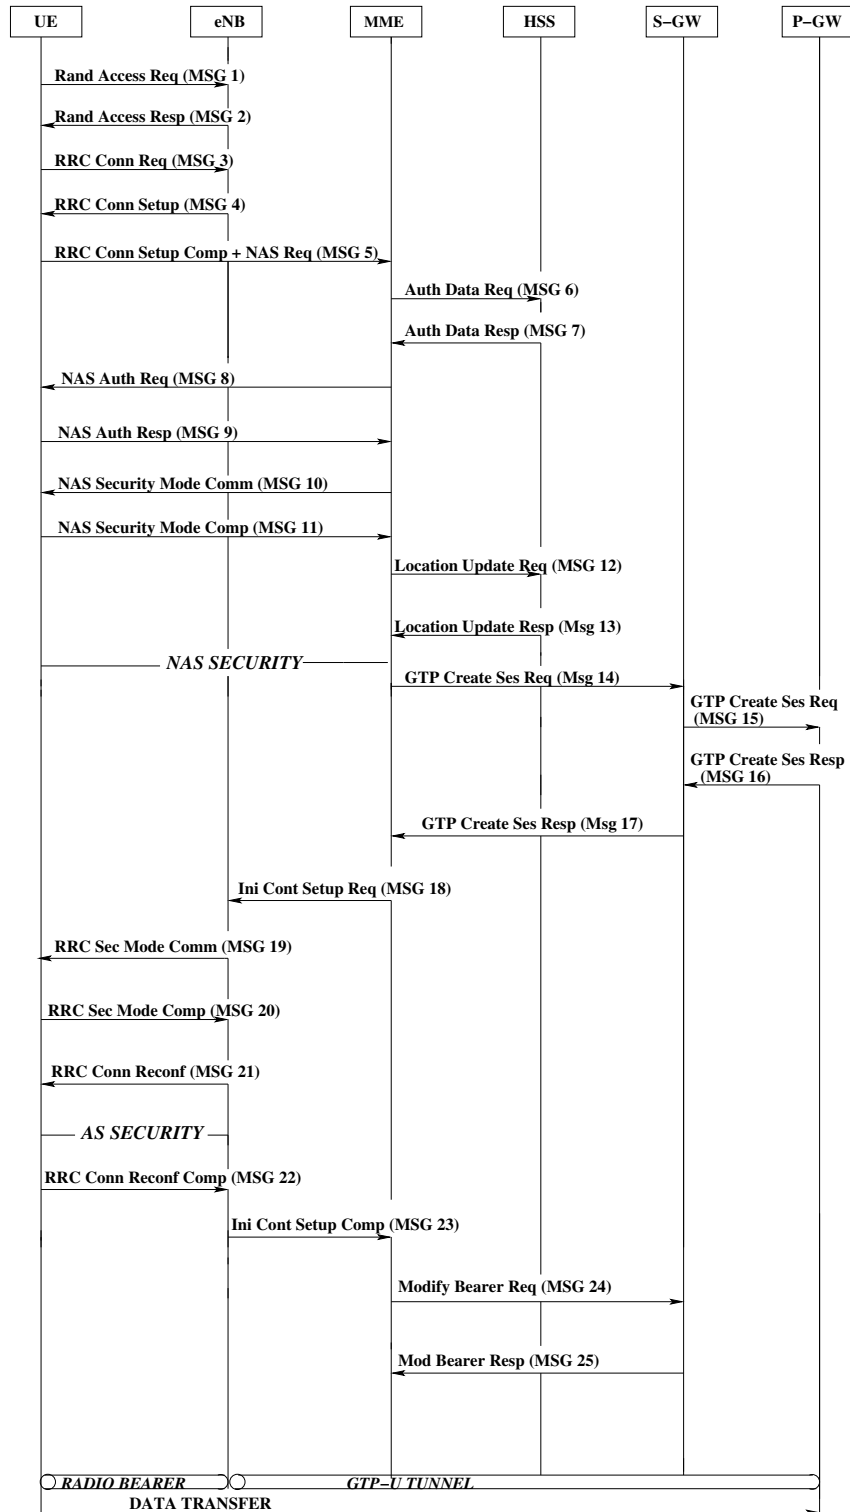 UE eNB MME HSS S-GW P-GW
Rand Access Req (MSG 1)
Rand Access Resp (MSG 2)
RRC Conn Req (MSG 3)
RRC Conn Setup (MSG 4)
RRC Conn Setup Comp + NAS Req (MSG 5)
Auth Data Req (MSG 6)
Auth Data Resp (MSG 7)
NAS Auth Req (MSG 8)
NAS Auth Resp (MSG 9)
NAS Security Mode Comm (MSG 10)
NAS Security Mode Comp (MSG 11)
Location Update Req (MSG 12)
Location Update Resp (Msg 13)
NAS SECURITY
GTP Create Ses Req (Msg 14)
GTP Create Ses Req
(MSG 15)
GTP Create Ses Resp
(MSG 16)
GTP Create Ses Resp (Msg 17)
Ini Cont Setup Req (MSG 18)
RRC Sec Mode Comm (MSG 19)
RRC Sec Mode Comp (MSG 20)
RRC Conn Reconf (MSG 21)
AS SECURITY
RRC Conn Reconf Comp (MSG 22)
Ini Cont Setup Comp (MSG 23)
Modify Bearer Req (MSG 24)
Mod Bearer Resp (MSG 25)
RADIO BEARER GTP-U TUNNEL
DATA TRANSFER